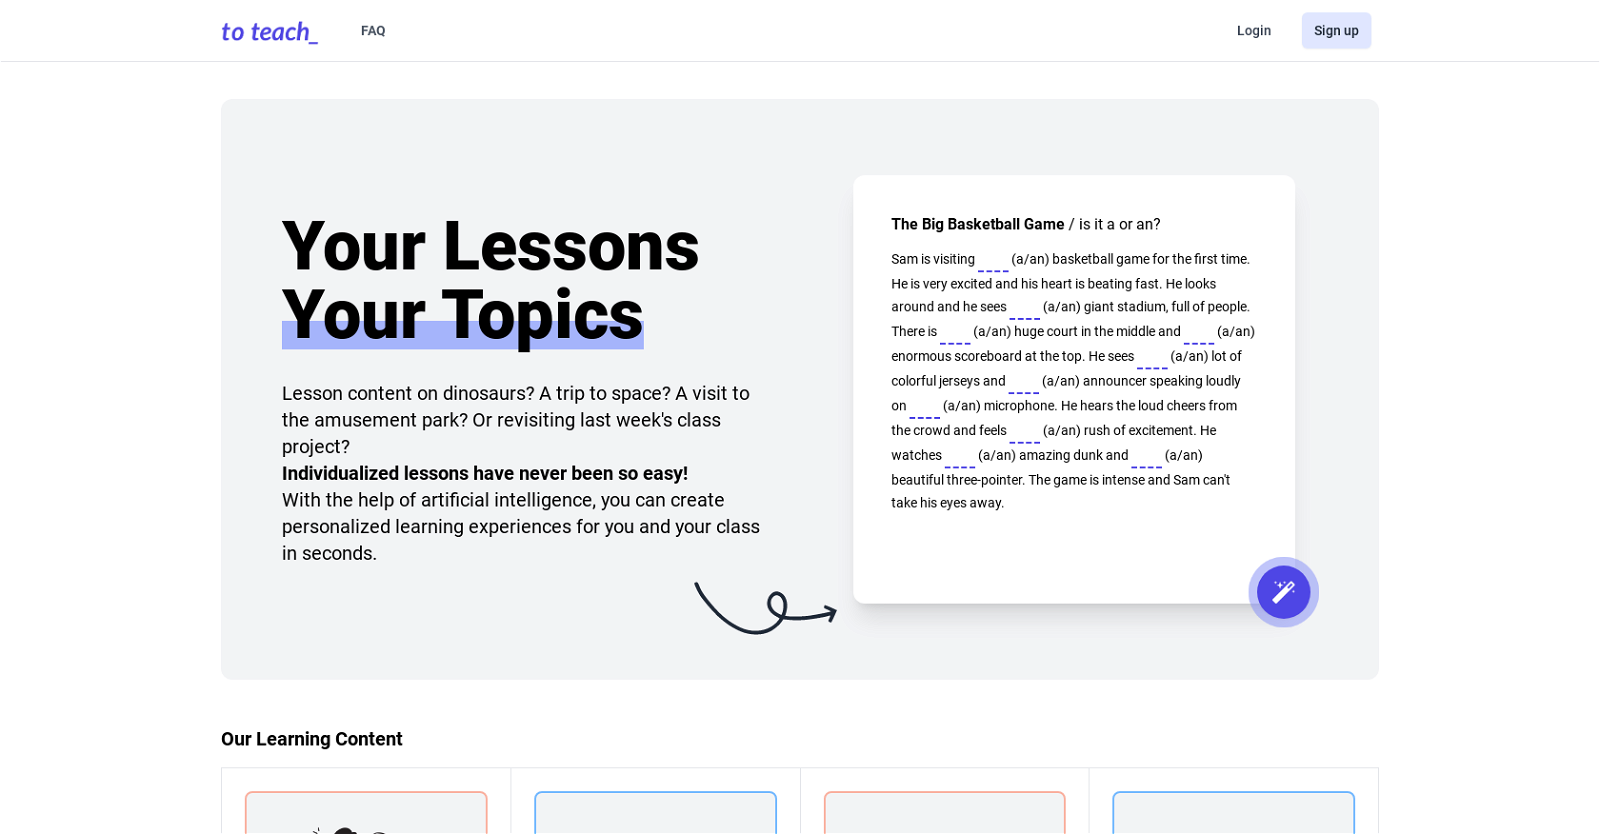 to teach_
FAQ
Login
Sign up
Your Lessons
Your Topics
Lesson content on dinosaurs? A trip to space? A visit to
the amusement park? Or revisiting last week's class
project?
Individualized lessons have never been so easy!
With the help of artificial intelligence, you can create
personalized learning experiences for you and your class
in seconds.
The Big Basketball Game / is it a or an?
Sam is visiting ____ (a/an) basketball game for the first time.
He is very excited and his heart is beating fast. He looks
around and he sees ____ (a/an) giant stadium, full of people.
There is ____ (a/an) huge court in the middle and ____ (a/an)
enormous scoreboard at the top. He sees ____ (a/an) lot of
colorful jerseys and ____ (a/an) announcer speaking loudly
on ____ (a/an) microphone. He hears the loud cheers from
the crowd and feels ____ (a/an) rush of excitement. He
watches ____ (a/an) amazing dunk and ____ (a/an)
beautiful three-pointer. The game is intense and Sam can't
take his eyes away.
Our Learning Content